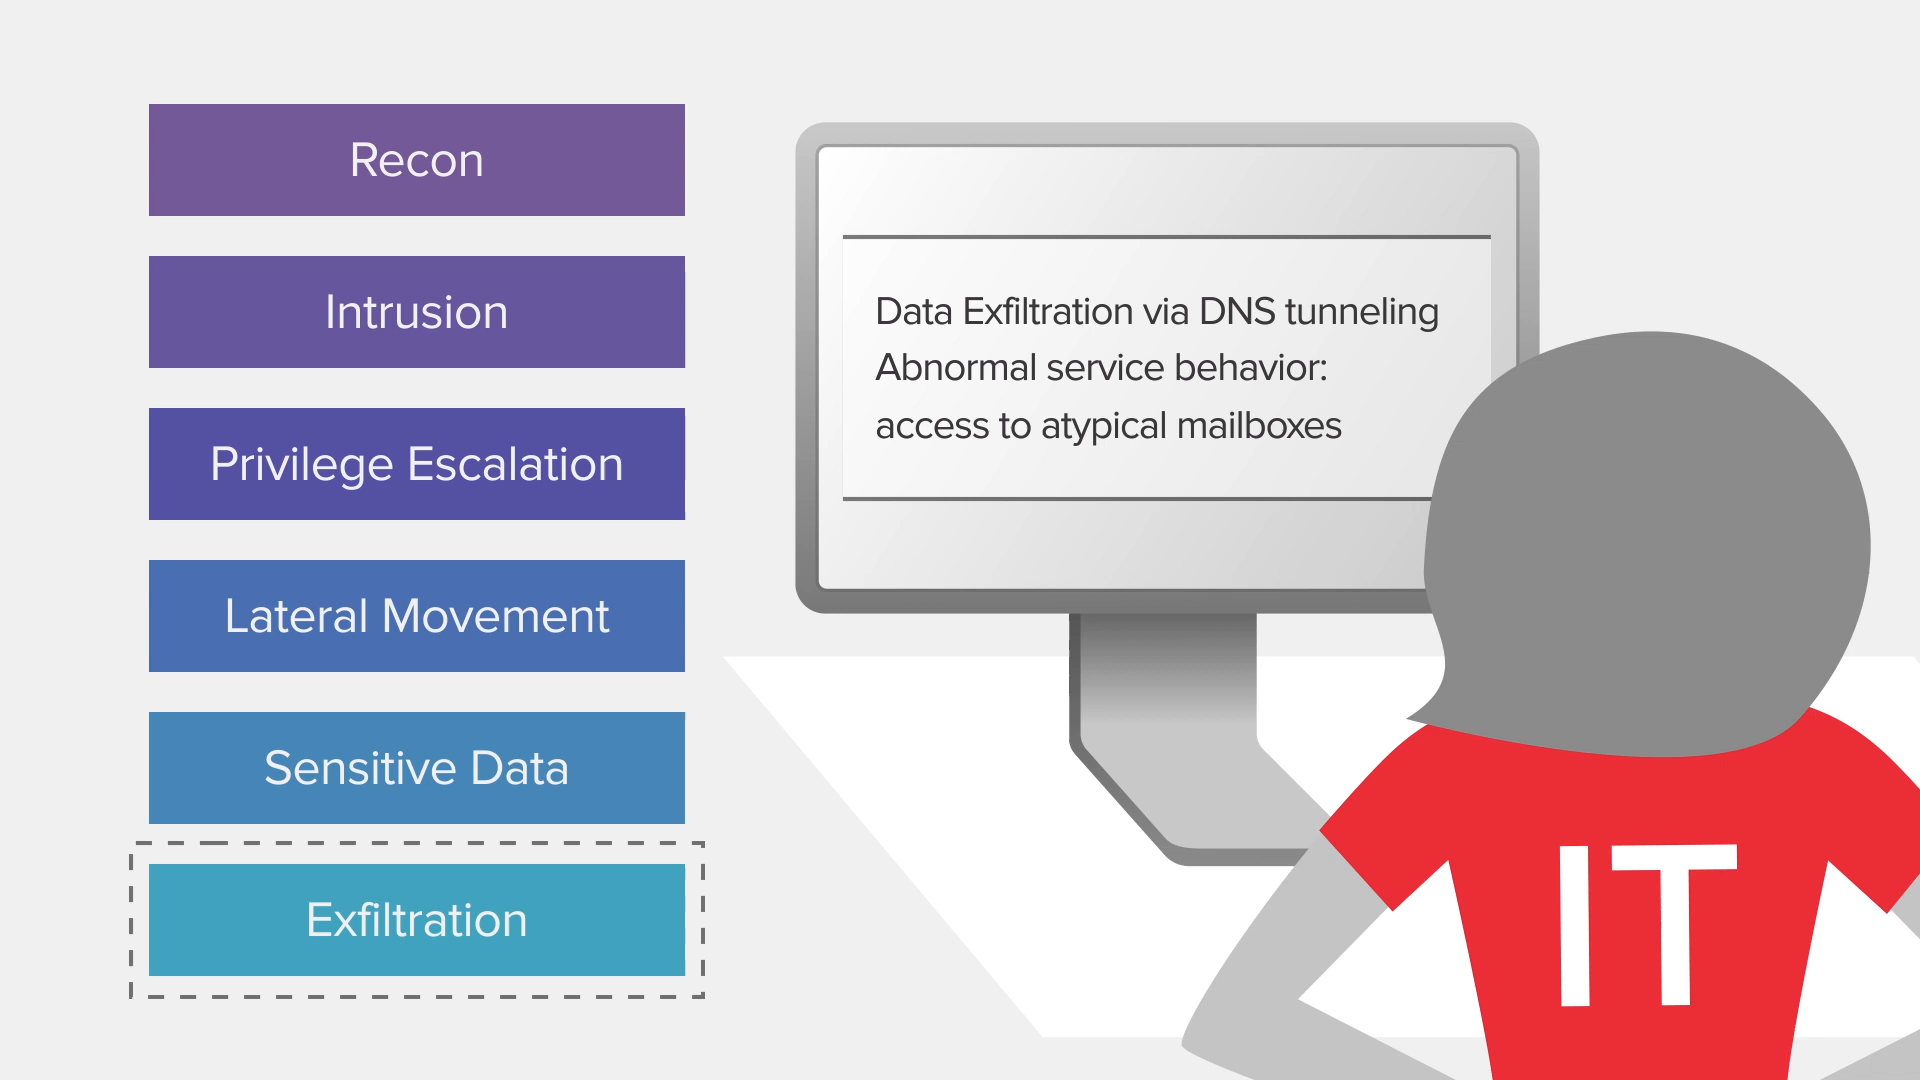 Recon
Intrusion
Privilege Escalation
Lateral Movement
Sensitive Data
Exfiltration
Data Exfiltration via DNS tunneling
Abnormal service behavior:
access to atypical mailboxes
IT